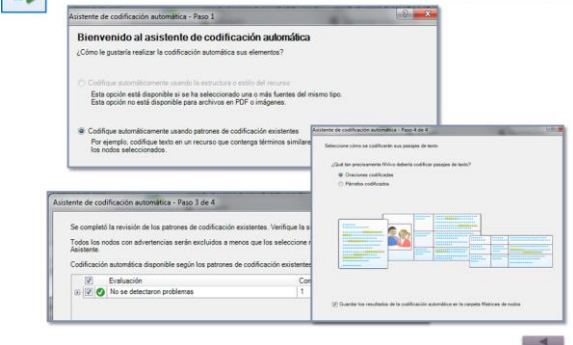 Asistente de codificación automática - Paso 1
Bienvenido al asistente de codificación automática
¿Cómo le gustaría realizar la codificación automática sus elementos?
Codifique automáticamente usando la estructura o estilo del recurso
Esta opción está disponible si se ha seleccionado una o más fuentes del mismo tipo.
Esta opción no está disponible para archivos en PDF o imágenes.
Codifique automáticamente usando patrones de codificación existentes
Por ejemplo, codifique texto en un recurso que contenga términos similares
los nodos seleccionados.
Asistente de codificación automática - Paso 4 de 4
Seleccione cómo se codificarán sus pasajes de texto
¿Qué tan precisamente NVivo debería codificar pasajes de texto?
Oraciones codificadas
Párrafos codificados
Guardar los resultados de la codificación automática en la carpeta Matrices de nodos
Asistente de codificación automática - Paso 3 de 4
Se completó la revisión de los patrones de codificación existentes. Verifique la s
Todos los nodos con advertencias serán excluidos a menos que los seleccione
Asistente.
Codificación automática disponible según los patrones de codificación existentes
Evaluación Con
No se detectaron problemas 1